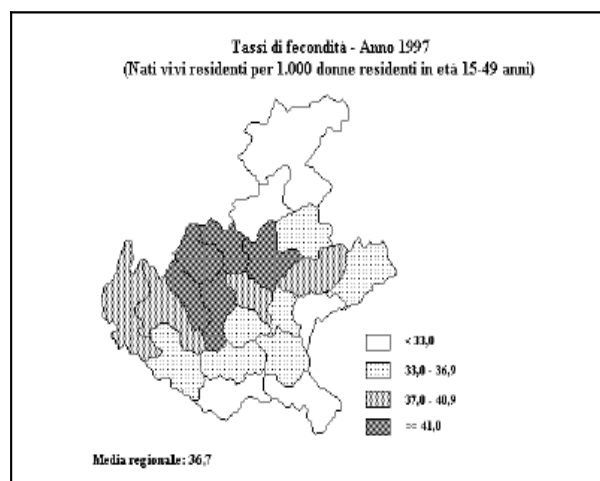 Tassi di fecondità - Anno 1997
(Nati vivi residenti per 1.000 donne residenti in età 15-49 anni)
< 33,0
33,0 - 36,9
37,0 - 40,9
>= 41,0
Media regionale: 36,7